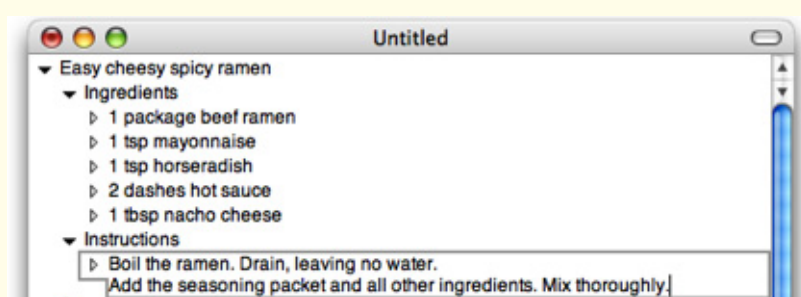 Untitled
Easy cheesy spicy ramen
Ingredients
1 package beef ramen
1 tsp mayonnaise
1 tsp horseradish
2 dashes hot sauce
1 tbsp nacho cheese
Instructions
Boil the ramen. Drain, leaving no water.
Add the seasoning packet and all other ingredients. Mix thoroughly.